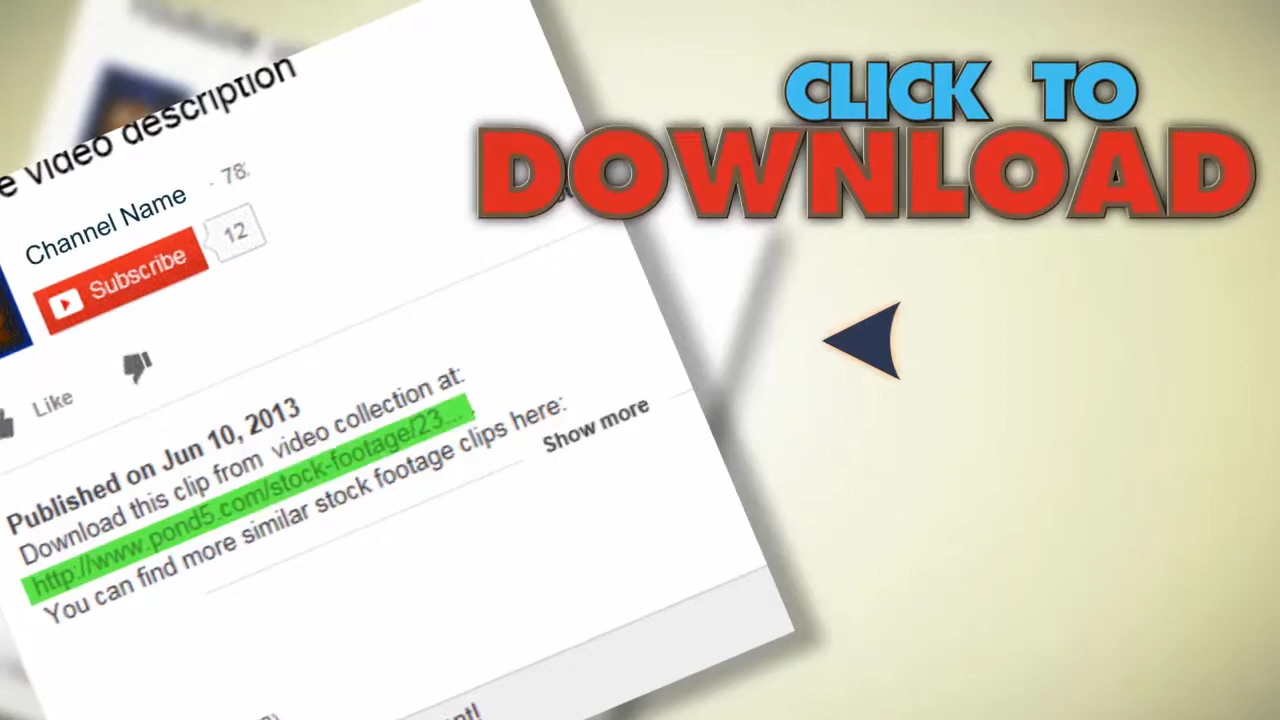 CLICK TO
DOWNLOAD
e video description
Channel Name
78
Subscribe
12
Like
Published on Jun 10, 2013
Download this clip from video collection at:
http://www.pond5.com/stock-footage/23...
You can find more similar stock footage clips here:
Show more